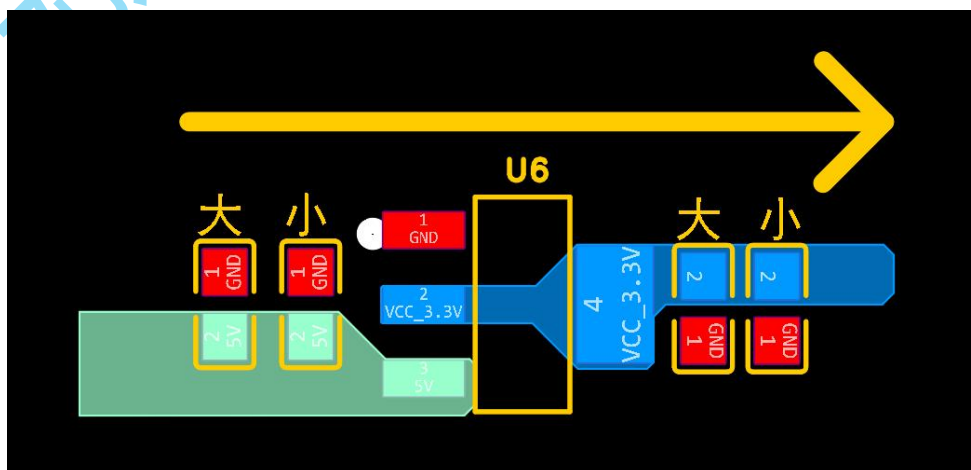 U6
大
小
大
小
1
GND
1
GND
1
GND
2
5V
2
5V
2
VCC_3.3V
3
5V
4
VCC_3.3V
2
2
1
GND
1
GND